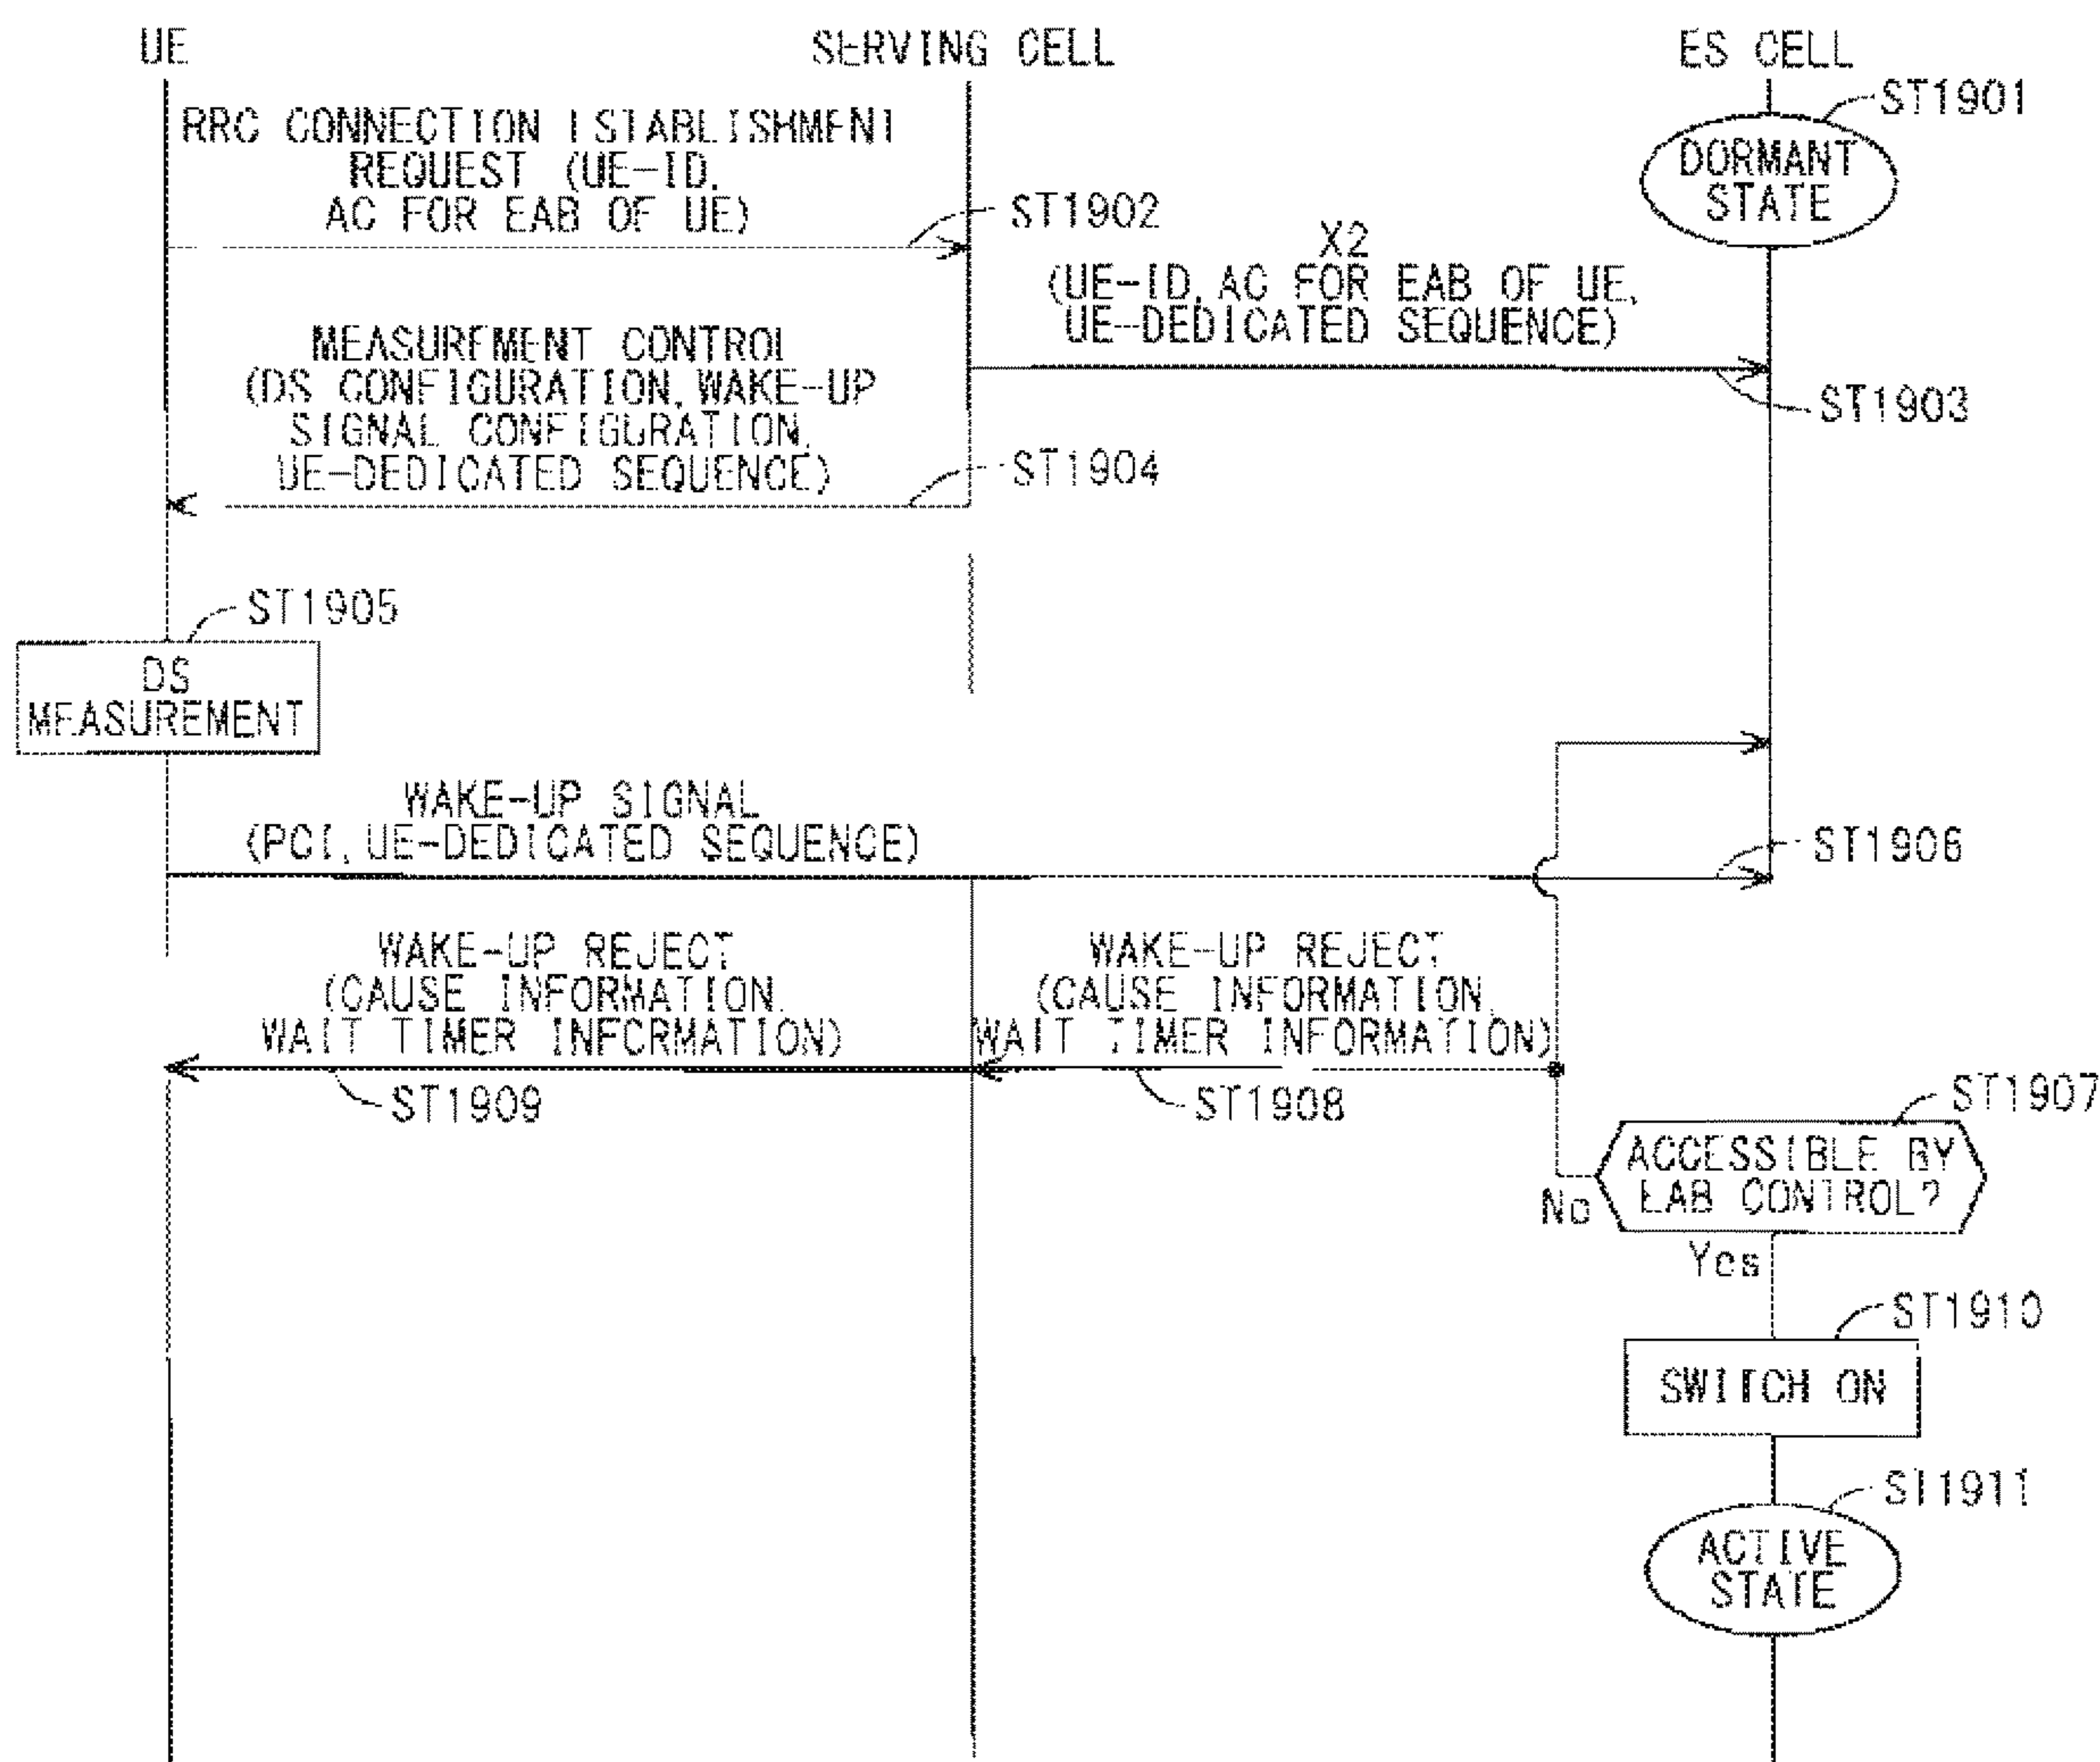 UE
SERVING CELL
ES CELL
ST1901
DORMANT
STATE
RRC CONNECTION ESTABLISHMENT
REQUEST (UE-ID,
AC FOR EAB OF UE)
ST1902
X2
(UE-ID, AC FOR EAB OF UE,
UE-DEDICATED SEQUENCE)
ST1903
MEASUREMENT CONTROL
(DS CONFIGURATION, WAKE-UP
SIGNAL CONFIGURATION,
UE-DEDICATED SEQUENCE)
ST1904
ST1905
DS
MEASUREMENT
WAKE-UP SIGNAL
(PCI, UE-DEDICATED SEQUENCE)
ST1906
WAKE-UP REJECT
(CAUSE INFORMATION,
WAIT TIMER INFORMATION)
ST1909
WAKE-UP REJECT
(CAUSE INFORMATION,
WAIT TIMER INFORMATION)
ST1908
ST1907
ACCESSIBLE BY
EAB CONTROL?
No
Yes
ST1910
SWITCH ON
ST1911
ACTIVE
STATE